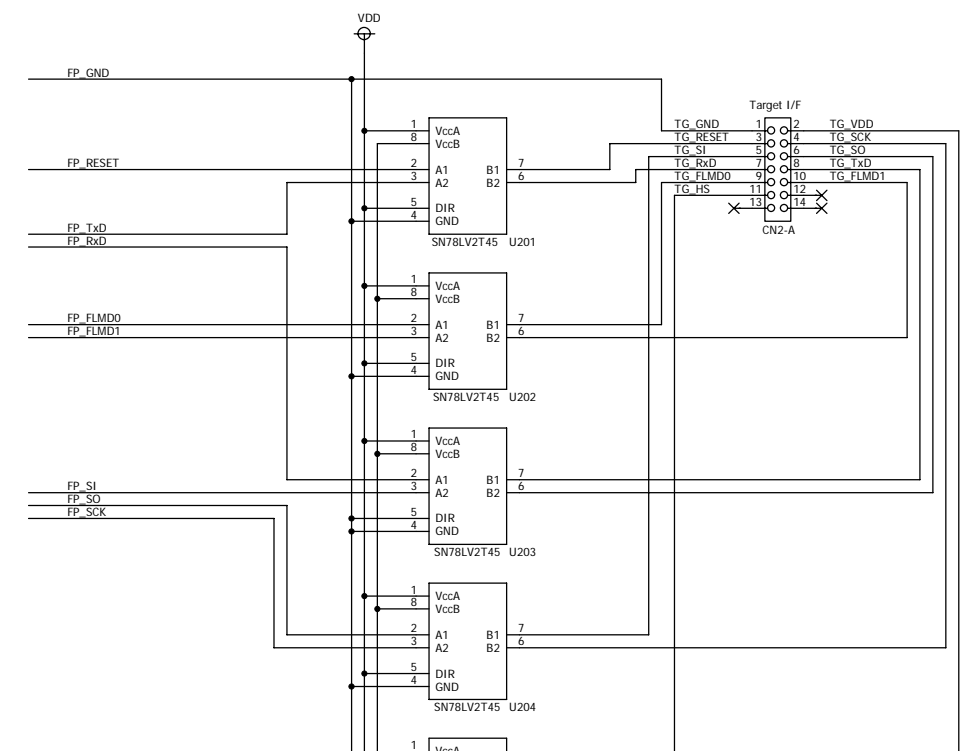 VDD
FP_GND
Target I/F
TG_GND 1 2 TG_VDD
TG_RESET 3 4 TG_SCK
TG_SI 5 6 TG_SO
TG_RxD 7 8 TG_TxD
TG_FLMD0 9 10 TG_FLMD1
TG_HS 11 12
13 14
CN2-A
1 VccA
8 VccB
FP_RESET 2 A1 B1 7
3 A2 B2 6
5 DIR
4 GND
SN78LV2T45 U201
FP_TxD
FP_RxD
1 VccA
8 VccB
FP_FLMD0 2 A1 B1 7
FP_FLMD1 3 A2 B2 6
5 DIR
4 GND
SN78LV2T45 U202
1 VccA
8 VccB
2 A1 B1 7
FP_SI 3 A2 B2 6
FP_SO
FP_SCK 5 DIR
4 GND
SN78LV2T45 U203
1 VccA
8 VccB
2 A1 B1 7
3 A2 B2 6
5 DIR
4 GND
SN78LV2T45 U204
1 VccA